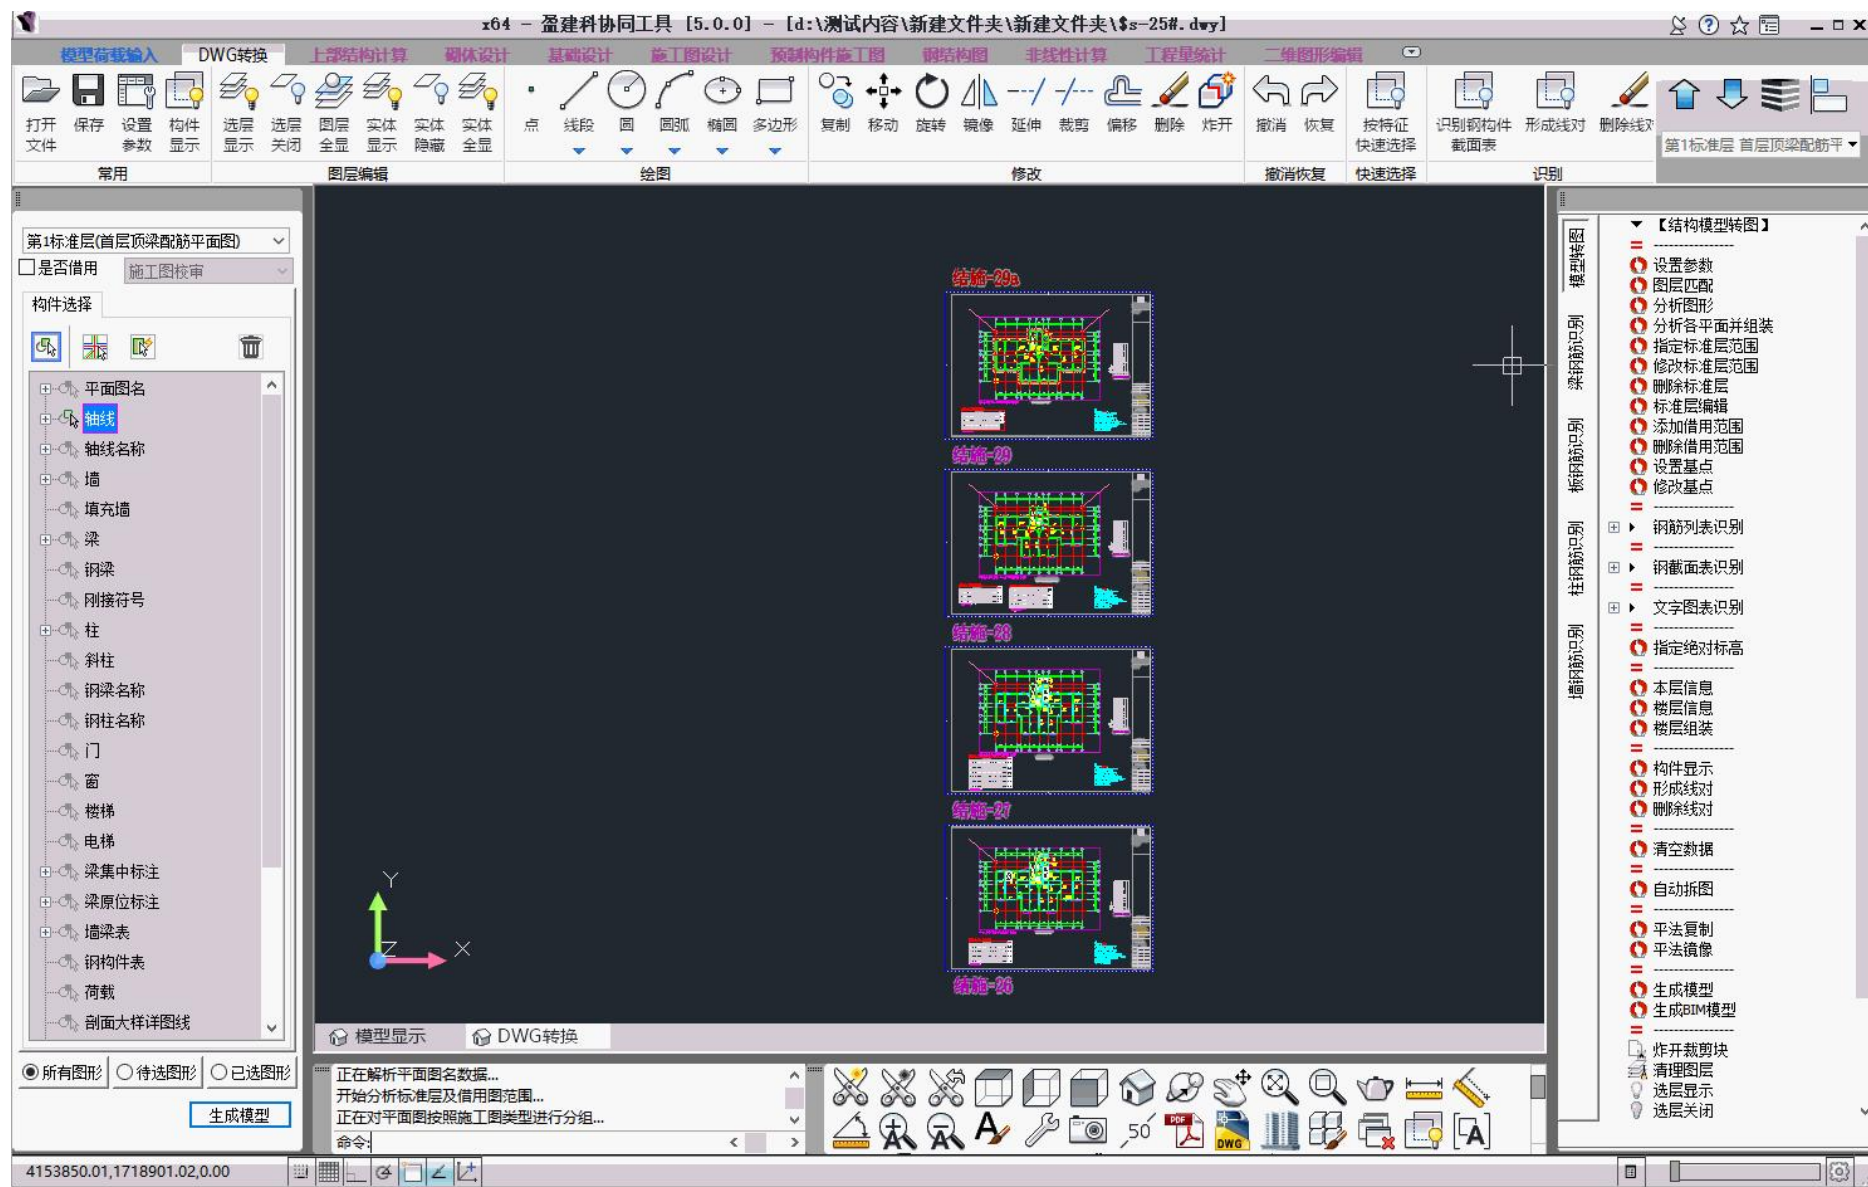 x64 - 盈建科协同工具 [5.0.0] - [d:\测试内容\新建文件夹\新建文件夹\$s-25#.dwy]
模型荷载输入 DWG转换 上部结构计算 砌体设计 基础设计 施工图设计 预制构件施工图 钢结构图 非线性计算 工程量统计 二维图形编辑
打开文件 保存 设置参数 构件显示 选层显示 选层关闭 图层全显 实体显示 实体隐藏 实体全显 点 线段 圆 圆弧 椭圆 多边形 复制 移动 旋转 镜像 延伸 裁剪 偏移 删除 炸开 撤消 恢复 按特征快速选择 识别钢构件截面表 形成线对 删除线对
第1标准层 首层顶梁配筋平
常用 图层编辑 绘图 修改 撤消恢复 快速选择 识别
第1标准层(首层顶梁配筋平面图)
是否借用 施工图校审
构件选择
平面图名
轴线
轴线名称
墙
填充墙
梁
钢梁
刚接符号
柱
斜柱
钢梁名称
钢柱名称
门
窗
楼梯
电梯
梁集中标注
梁原位标注
墙梁表
钢构件表
荷载
剖面大样详图线
所有图形 待选图形 已选图形
生成模型
结施-29a
结施-29
结施-28
结施-27
结施-26
Y
Z
X
模型显示 DWG转换
正在解析平面图名数据...
开始分析标准层及借用图范围...
正在对平面图按照施工图类型进行分组...
命令:
50
PDF
DWG
[A]
模型转图
梁钢筋识别
板钢筋识别
柱钢筋识别
墙钢筋识别
【结构模型转图】
设置参数
图层匹配
分析图形
分析各平面并组装
指定标准层范围
修改标准层范围
删除标准层
标准层编辑
添加借用范围
删除借用范围
设置基点
修改基点
钢筋列表识别
钢截面表识别
文字图表识别
指定绝对标高
本层信息
楼层信息
楼层组装
构件显示
形成线对
删除线对
清空数据
自动拆图
平法复制
平法镜像
生成模型
生成BIM模型
炸开裁剪块
清理图层
选层显示
选层关闭
4153850.01,1718901.02,0.00